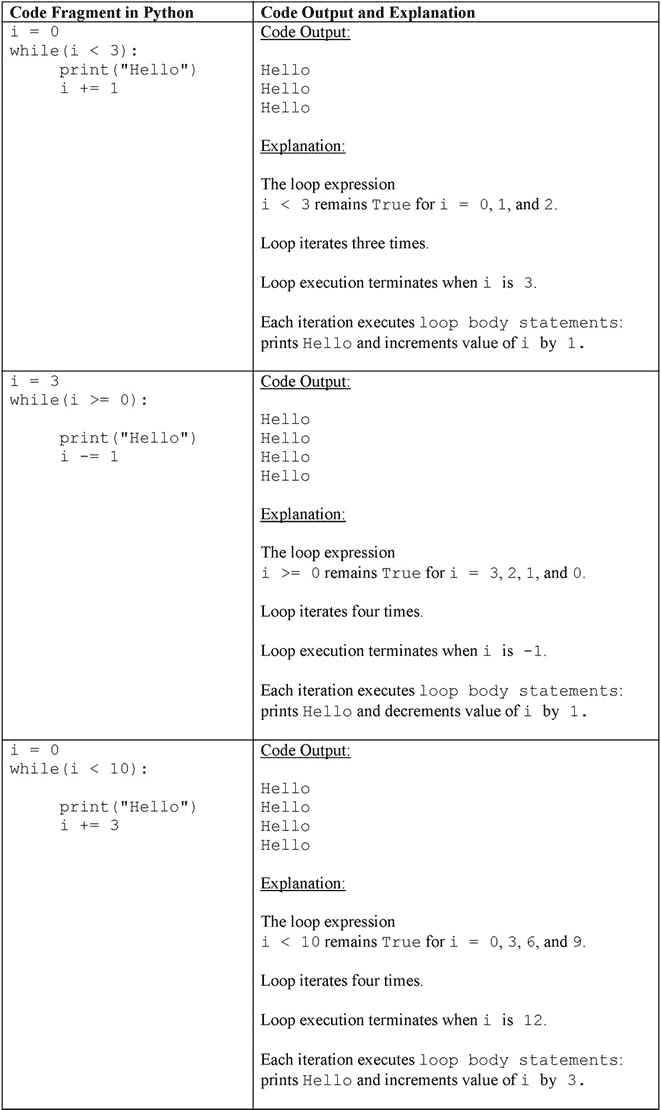 Code Fragment in Python
Code Output and Explanation
i = 0
while(i < 3):
print("Hello")
i += 1
Code Output:
Hello
Hello
Hello
Explanation:
The loop expression
i < 3 remains True for i = 0, 1, and 2.
Loop iterates three times.
Loop execution terminates when i is 3.
Each iteration executes loop body statements:
prints Hello and increments value of i by 1.
i = 3
while(i >= 0):
print("Hello")
i -= 1
Code Output:
Hello
Hello
Hello
Hello
Explanation:
The loop expression
i >= 0 remains True for i = 3, 2, 1, and 0.
Loop iterates four times.
Loop execution terminates when i is -1.
Each iteration executes loop body statements:
prints Hello and decrements value of i by 1.
i = 0
while(i < 10):
print("Hello")
i += 3
Code Output:
Hello
Hello
Hello
Hello
Explanation:
The loop expression
i < 10 remains True for i = 0, 3, 6, and 9.
Loop iterates four times.
Loop execution terminates when i is 12.
Each iteration executes loop body statements:
prints Hello and increments value of i by 3.